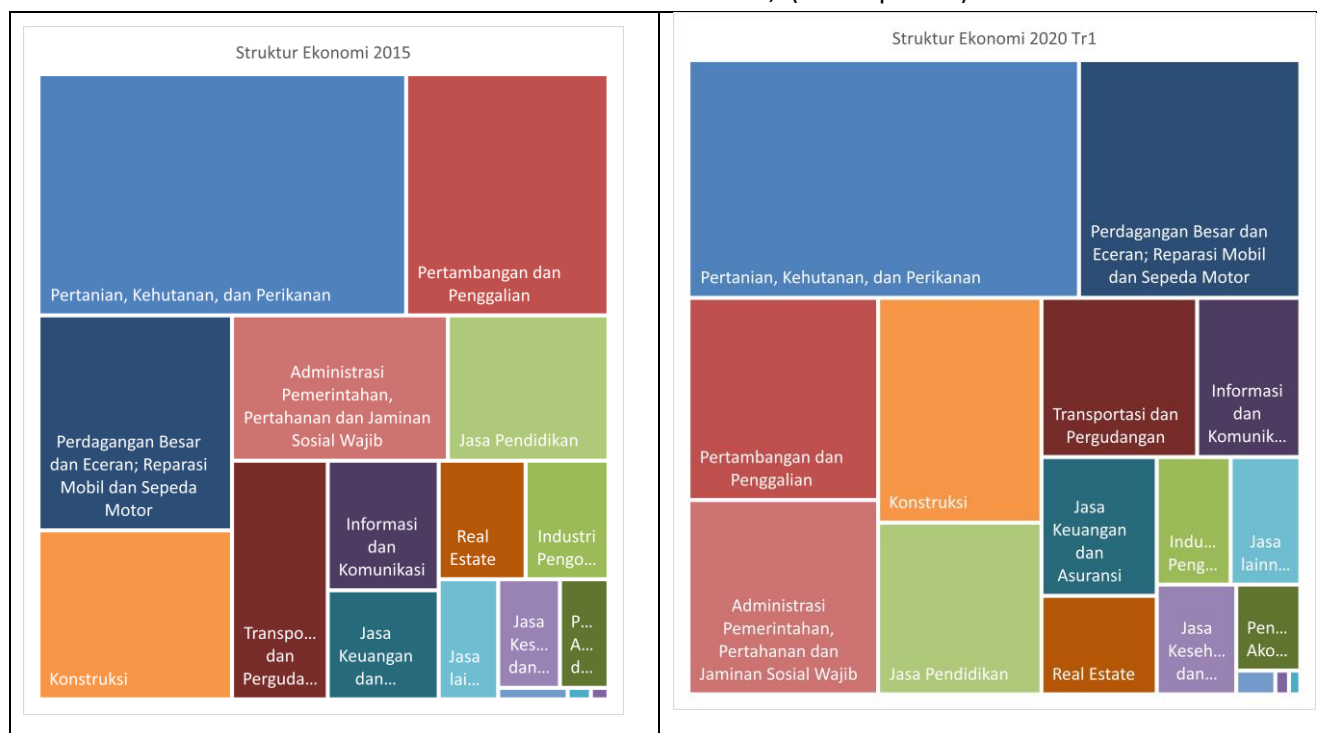 Struktur Ekonomi 2015
Pertanian, Kehutanan, dan Perikanan
Pertambangan dan
Penggalian
Perdagangan Besar
dan Eceran; Reparasi
Mobil dan Sepeda
Motor
Administrasi
Pemerintahan,
Pertahanan dan Jaminan
Sosial Wajib
Jasa Pendidikan
Konstruksi
Transpo...
dan
Perguda...
Informasi
dan
Komunikasi
Jasa
Keuangan
dan...
Real
Estate
Industri
Pengo...
Jasa
lai...
Jasa
Kes...
dan...
P...
A...
d...
Struktur Ekonomi 2020 Tr1
Pertanian, Kehutanan, dan Perikanan
Perdagangan Besar dan
Eceran; Reparasi Mobil
dan Sepeda Motor
Pertambangan dan
Penggalian
Administrasi
Pemerintahan,
Pertahanan dan
Jaminan Sosial Wajib
Konstruksi
Jasa Pendidikan
Transportasi dan
Pergudangan
Informasi
dan
Komunik...
Jasa
Keuangan
dan
Asuransi
Indu...
Peng...
Jasa
lainn...
Real Estate
Jasa
Keseh...
dan...
Pen...
Ako...